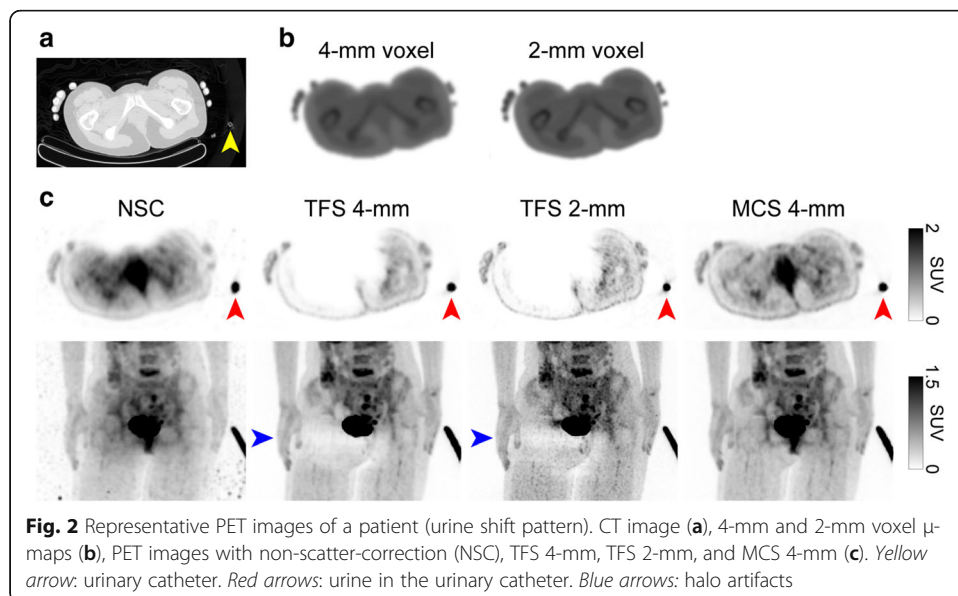 a
b
4-mm voxel 2-mm voxel
c
NSC TFS 4-mm TFS 2-mm MCS 4-mm
2
SUV
0
1.5
SUV
0
Fig. 2 Representative PET images of a patient (urine shift pattern). CT image (a), 4-mm and 2-mm voxel μ-
maps (b), PET images with non-scatter-correction (NSC), TFS 4-mm, TFS 2-mm, and MCS 4-mm (c). Yellow
arrow: urinary catheter. Red arrows: urine in the urinary catheter. Blue arrows: halo artifacts